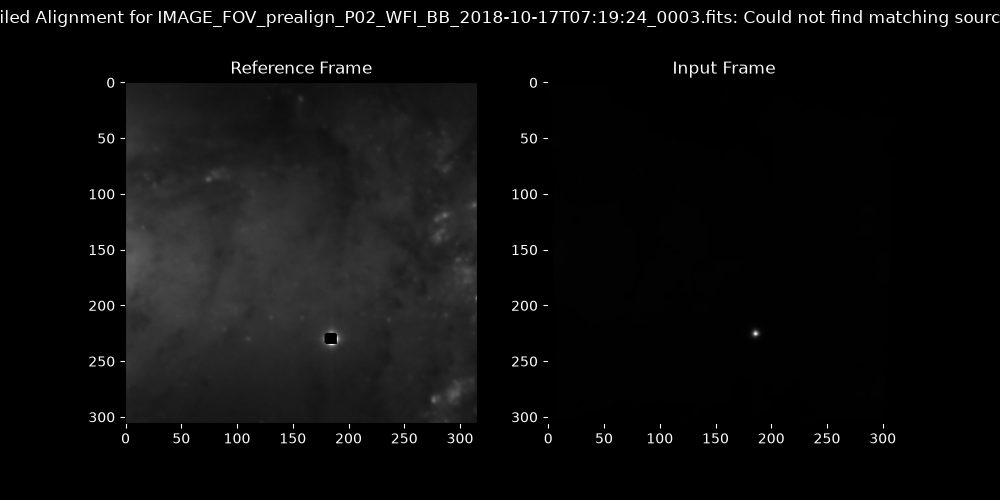 iled Alignment for IMAGE_FOV_prealign_P02_WFI_BB_2018-10-17T07:19:24_0003.fits: Could not find matching sourc
Reference Frame
Input Frame
0
50
100
150
200
250
300
0
50
100
150
200
250
300
0 50 100 150 200 250 300
0 50 100 150 200 250 300